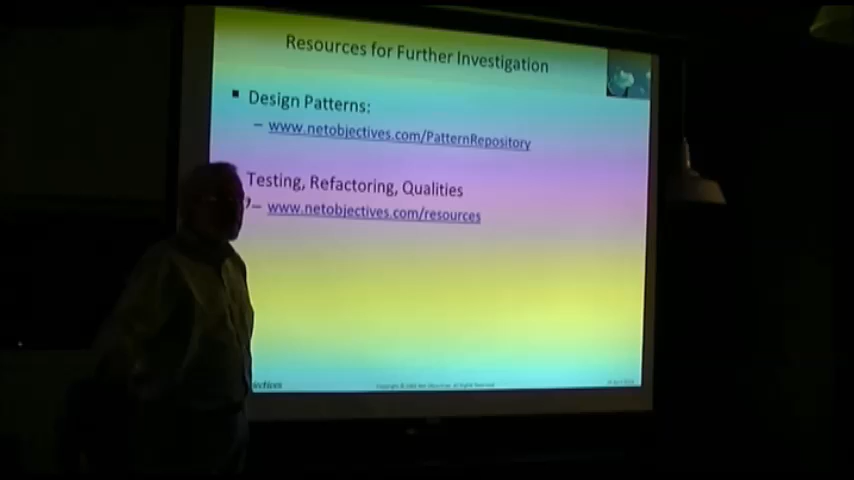 Resources for Further Investigation
Design Patterns:
– www.netobjectives.com/PatternRepository
Testing, Refactoring, Qualities
– www.netobjectives.com/resources